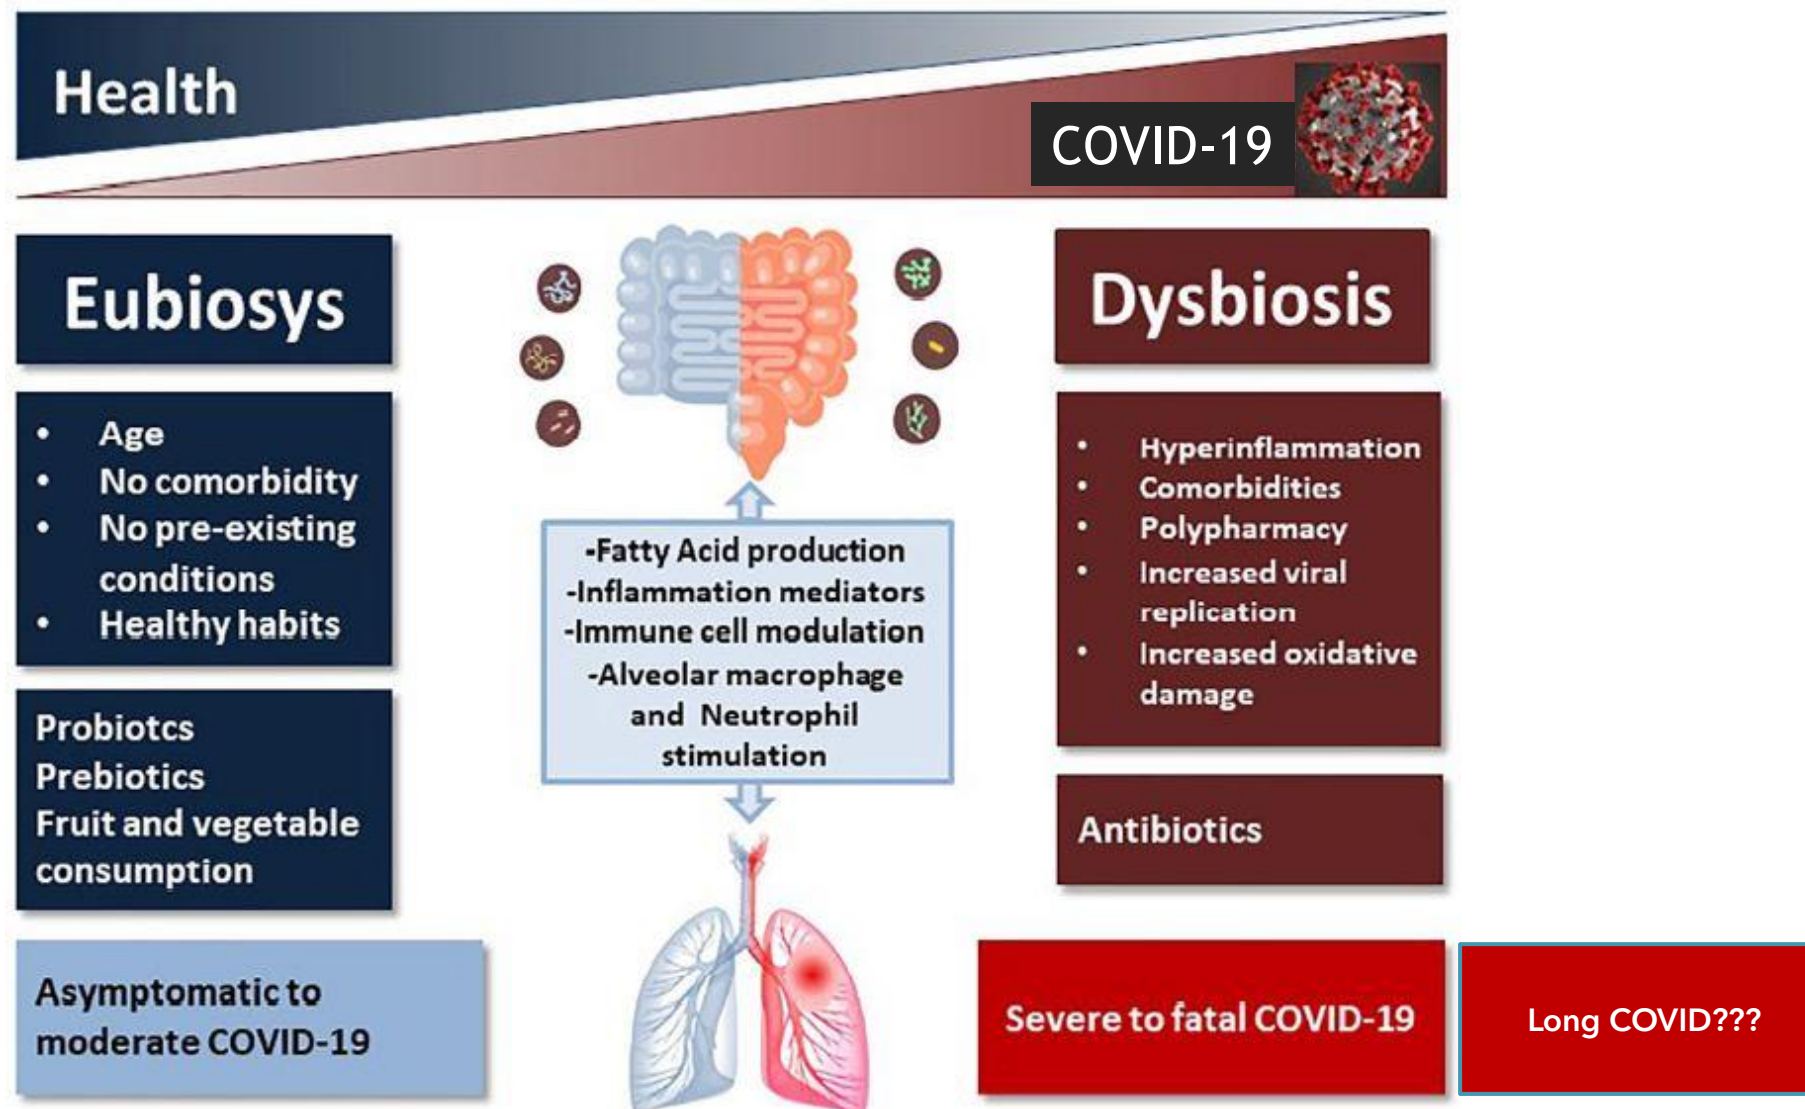 Health
COVID-19
Eubiosys
• Age
• No comorbidity
• No pre-existing
conditions
• Healthy habits
Probiotcs
Prebiotics
Fruit and vegetable
consumption
Asymptomatic to
moderate COVID-19
-Fatty Acid production
-Inflammation mediators
-Immune cell modulation
-Alveolar macrophage
and Neutrophil
stimulation
Dysbiosis
• Hyperinflammation
• Comorbidities
• Polypharmacy
• Increased viral
replication
• Increased oxidative
damage
Antibiotics
Severe to fatal COVID-19
Long COVID???